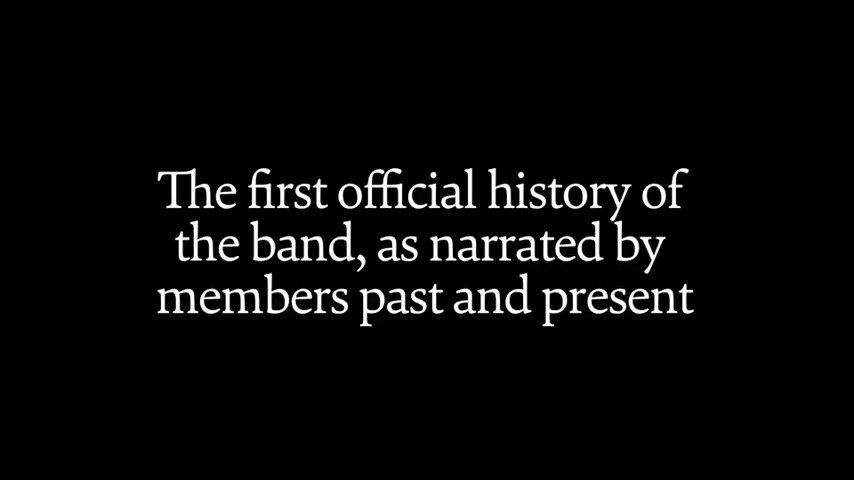 The first official history of
the band, as narrated by
members past and present